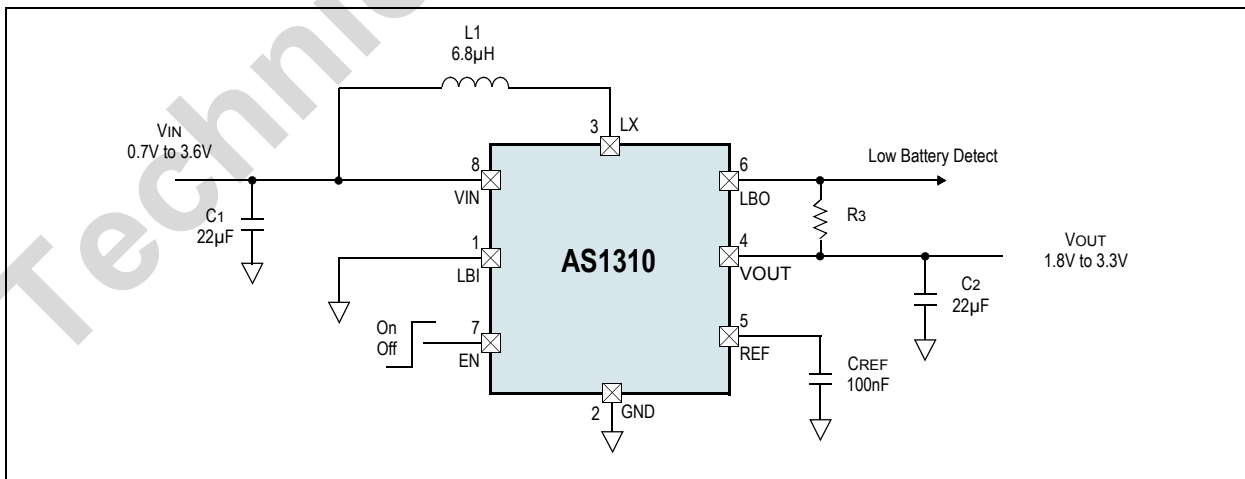 Technic
L1
6.8µH
3 LX
VIN
0.7V to 3.6V
8
VIN
C1
22µF
1
LBI
On
Off
7
EN
AS1310
6
LBO
Low Battery Detect
R3
4
VOUT
VOUT
1.8V to 3.3V
C2
22µF
5
REF
CREF
100nF
2 GND